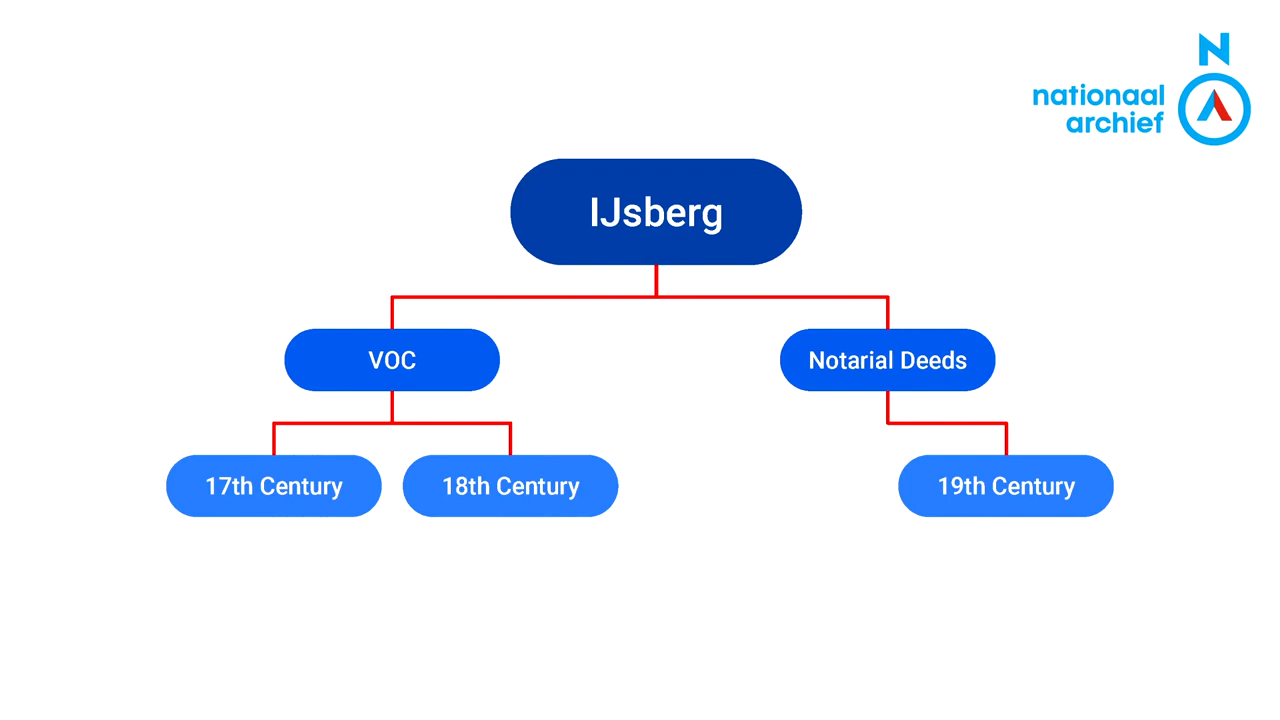 N
nationaal
archief
IJsberg
VOC
Notarial Deeds
17th Century
18th Century
19th Century